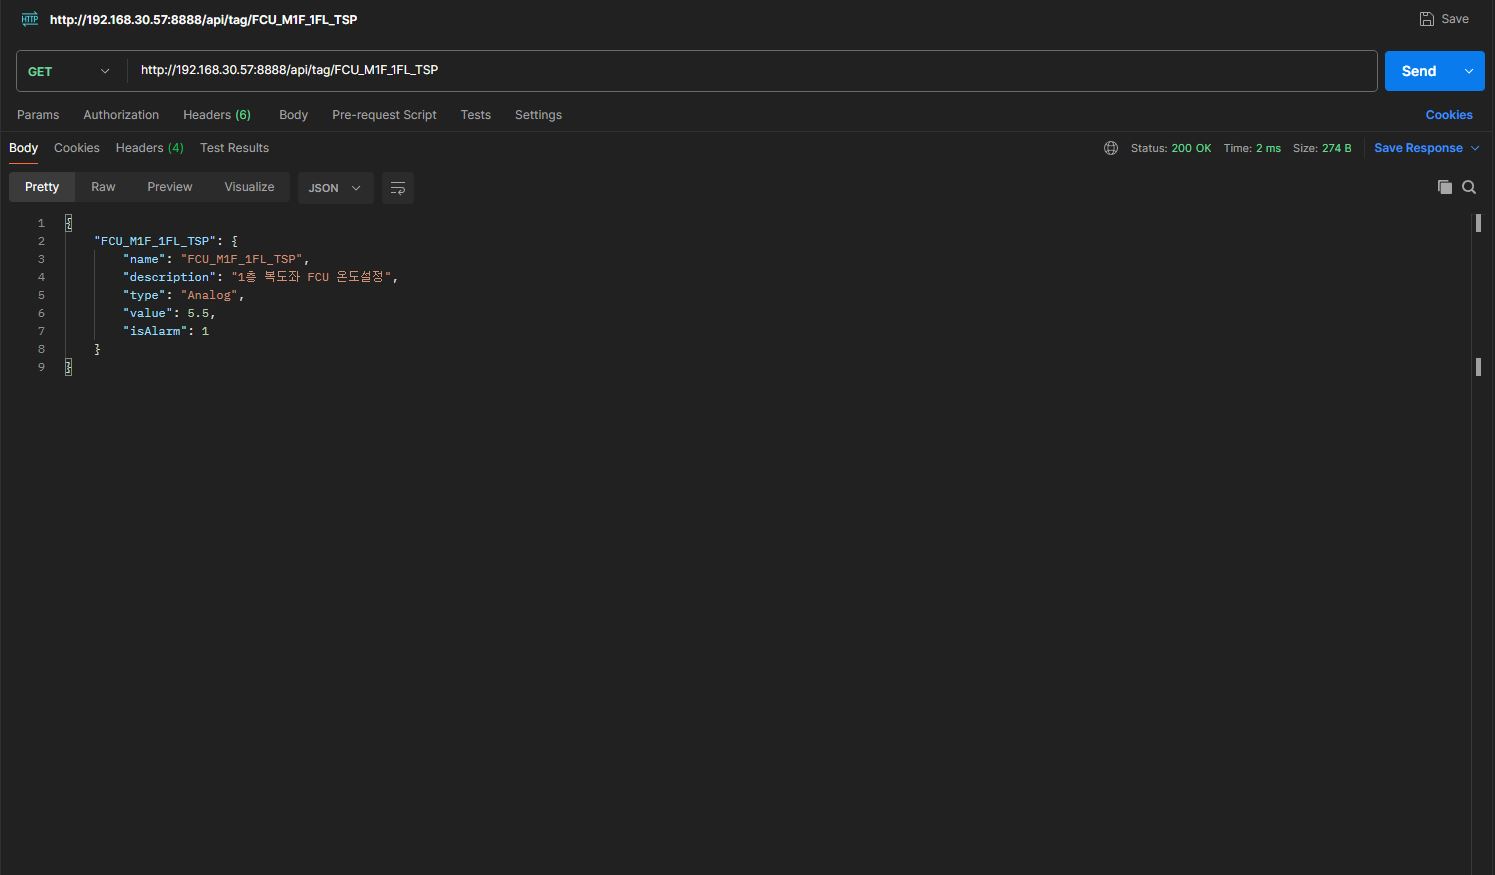 HTTP http://192.168.30.57:8888/api/tag/FCU_M1F_1FL_TSP Save
GET http://192.168.30.57:8888/api/tag/FCU_M1F_1FL_TSP Send
Params Authorization Headers (6) Body Pre-request Script Tests Settings Cookies
Body Cookies Headers (4) Test Results Status: 200 OK Time: 2 ms Size: 274 B Save Response
Pretty Raw Preview Visualize JSON
1 {
2 "FCU_M1F_1FL_TSP": {
3 "name": "FCU_M1F_1FL_TSP",
4 "description": "1층 복도좌 FCU 온도설정",
5 "type": "Analog",
6 "value": 5.5,
7 "isAlarm": 1
8 }
9 }